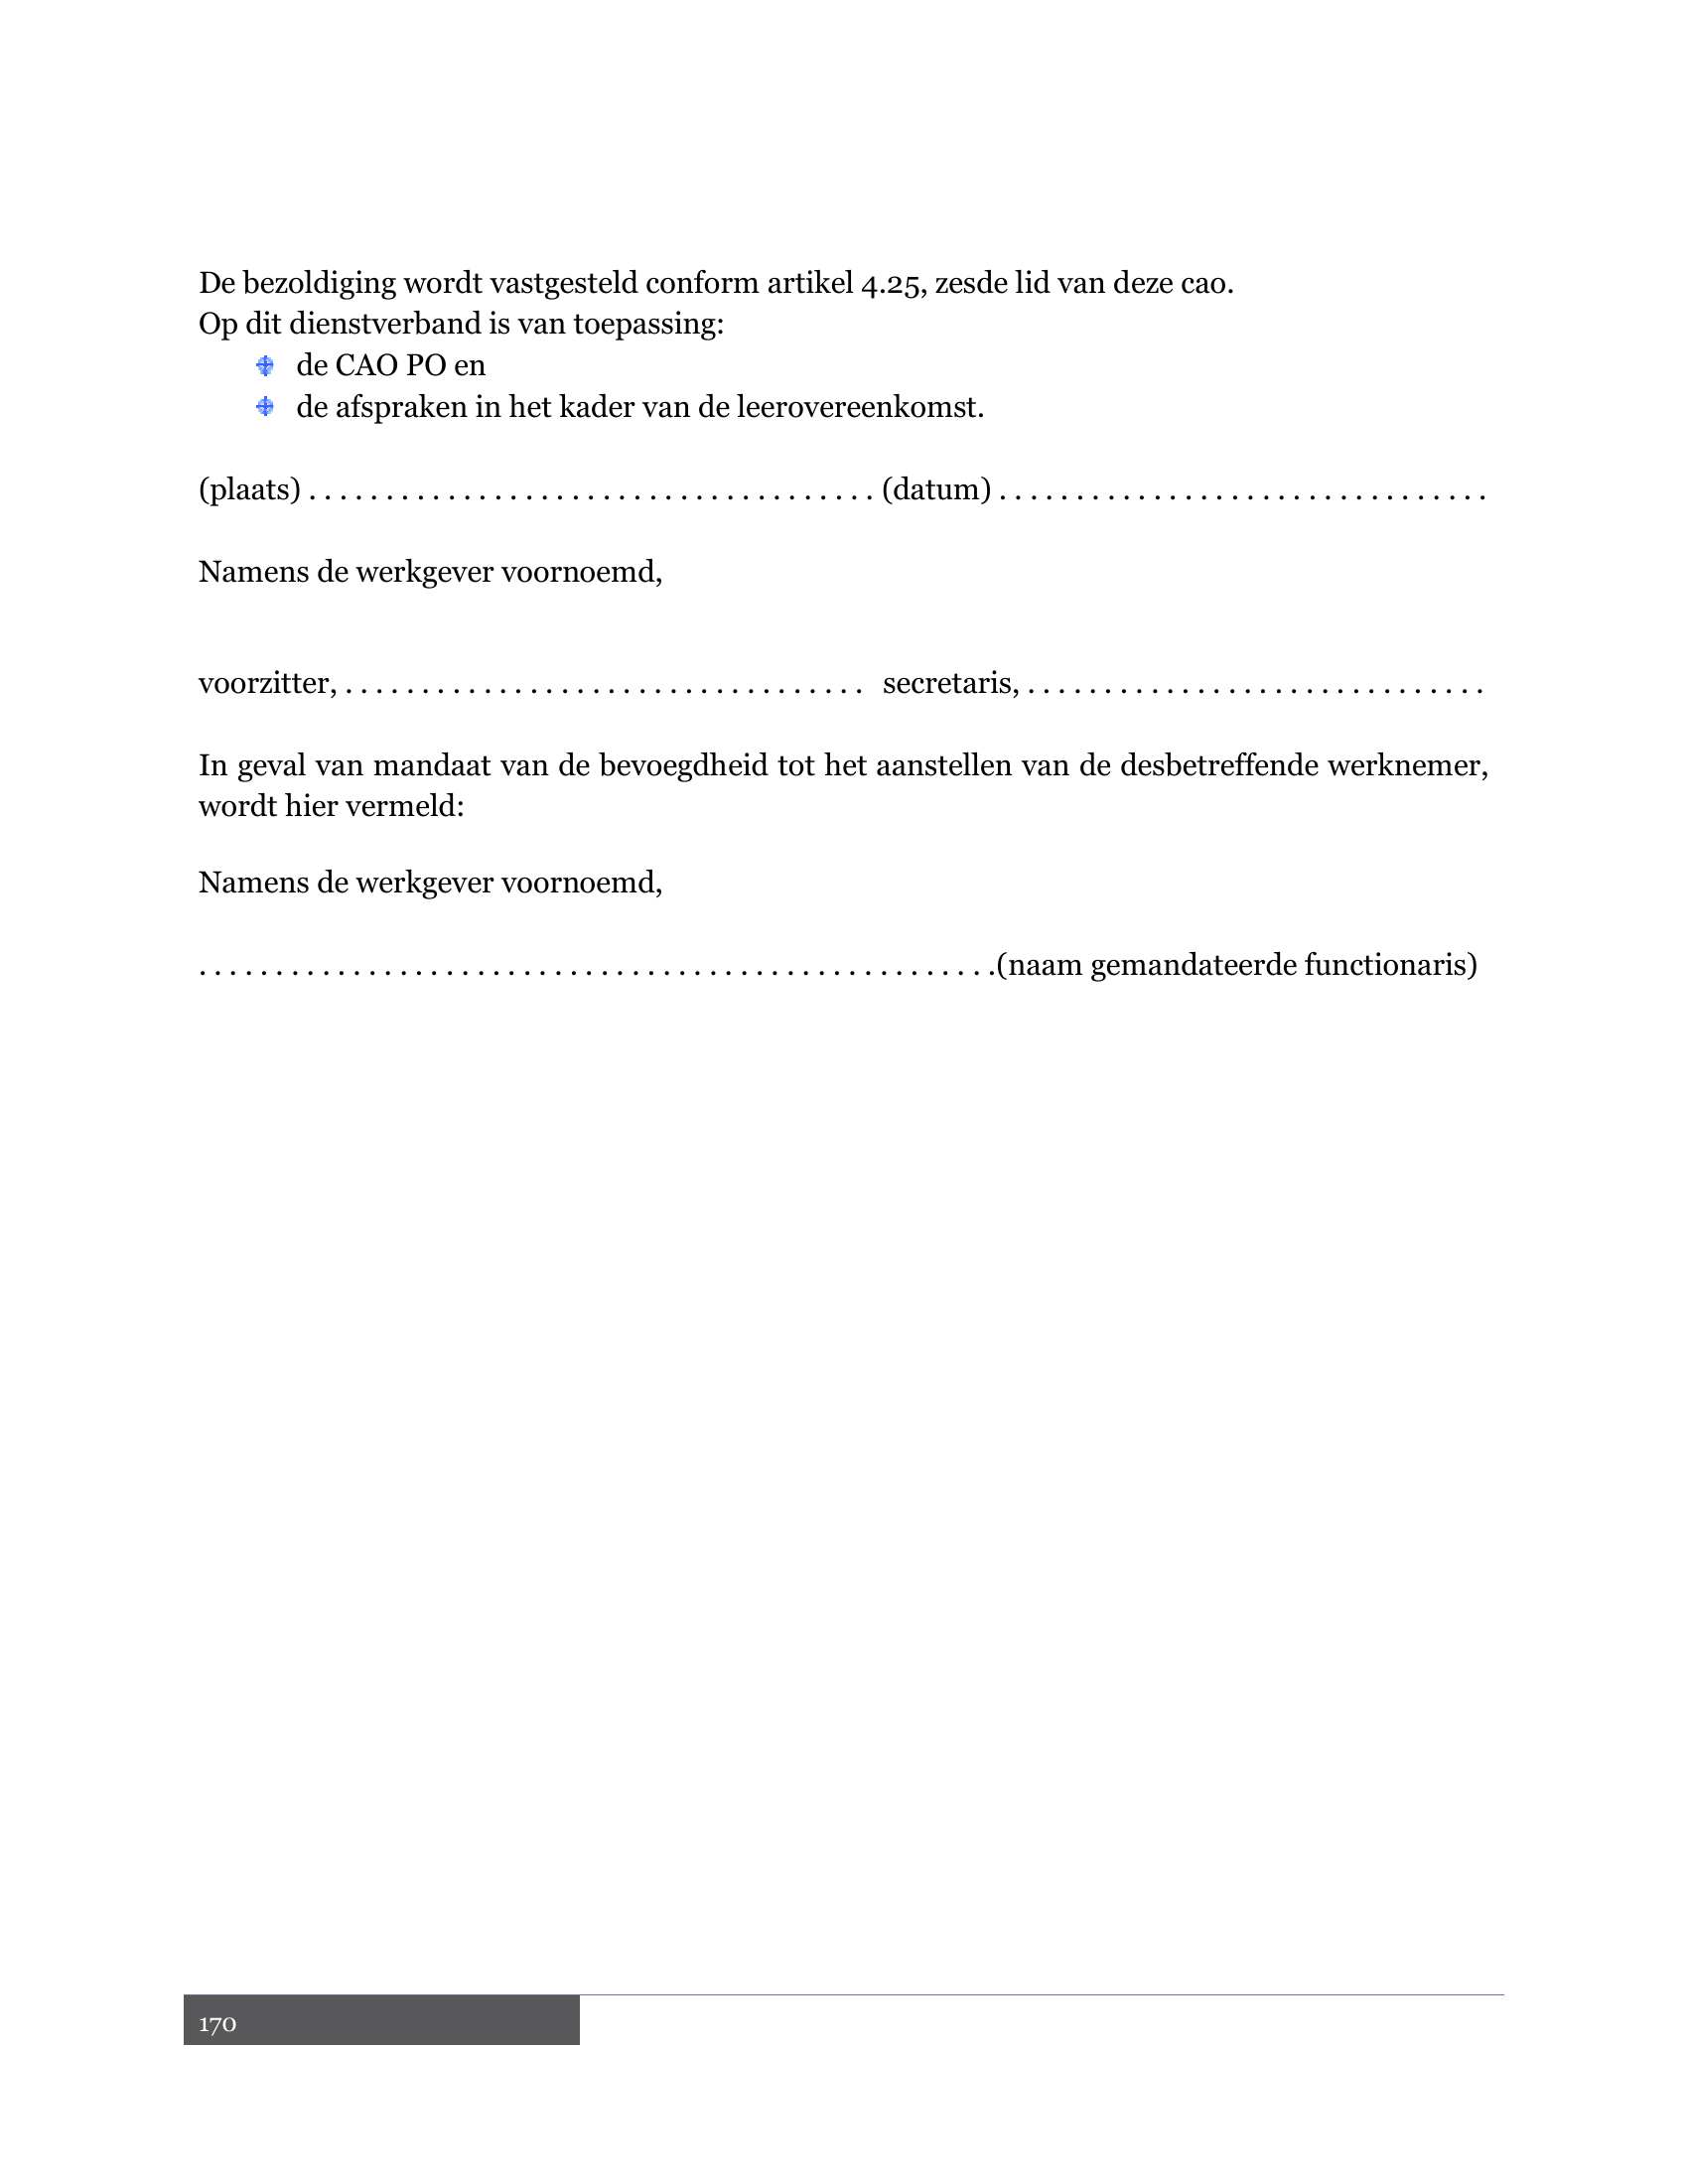 De bezoldiging wordt vastgesteld conform artikel 4.25, zesde lid van deze cao.
Op dit dienstverband is van toepassing:
de CAO PO en
de afspraken in het kader van de leerovereenkomst.
(plaats) . . . . . . . . . . . . . . . . . . . . . . . . . . . . . . . . . . . . . (datum) . . . . . . . . . . . . . . . . . . . . . . . . . . . . . . . .
Namens de werkgever voornoemd,
voorzitter, . . . . . . . . . . . . . . . . . . . . . . . . . . . . . . . . . . secretaris, . . . . . . . . . . . . . . . . . . . . . . . . . . . . . .
In geval van mandaat van de bevoegdheid tot het aanstellen van de desbetreffende werknemer,
wordt hier vermeld:
Namens de werkgever voornoemd,
. . . . . . . . . . . . . . . . . . . . . . . . . . . . . . . . . . . . . . . . . . . . . . . . . . . .(naam gemandateerde functionaris)
170